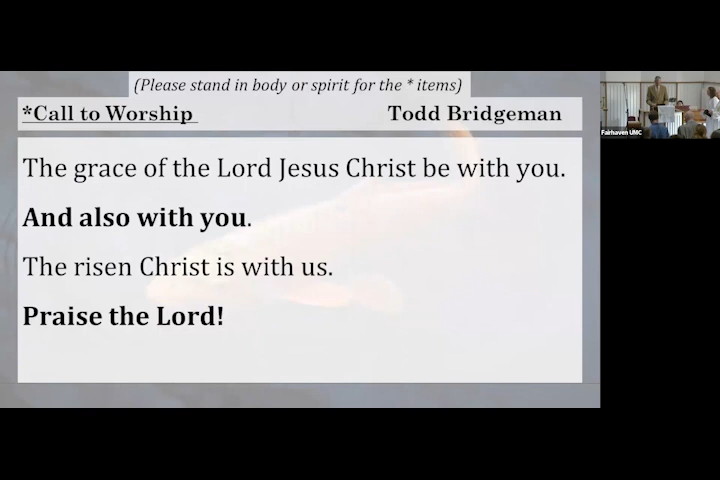 (Please stand in body or spirit for the * items)
*Call to Worship Todd Bridgeman
The grace of the Lord Jesus Christ be with you.
And also with you.
The risen Christ is with us.
Praise the Lord!
Fairhaven UMC